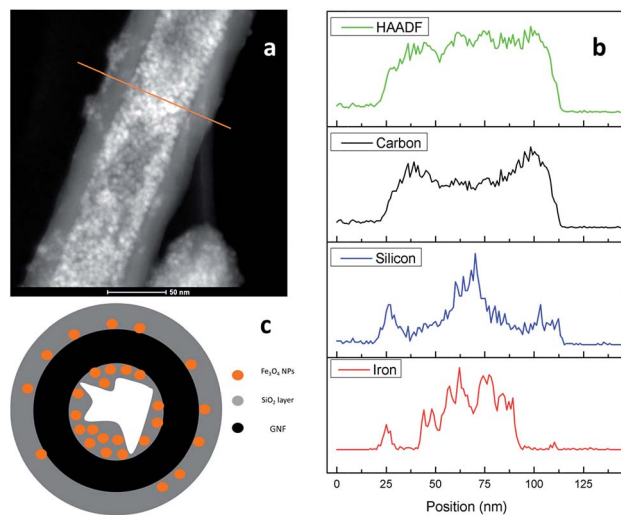 a
50 nm
c
Fe₃O₄ NPs
SiO₂ layer
GNF
b
HAADF
Carbon
Silicon
Iron
0 25 50 75 100 125
Position (nm)